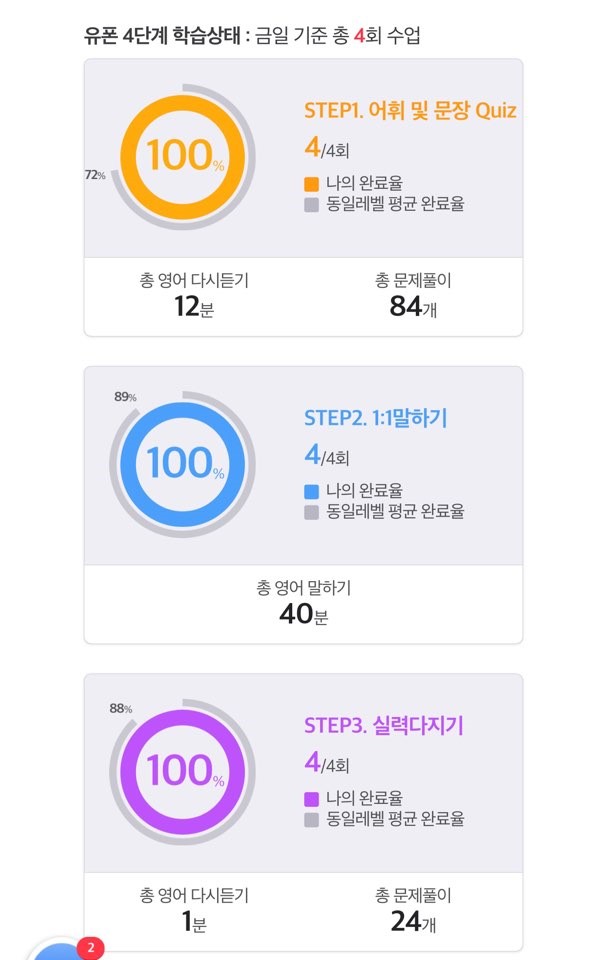 유폰 4단계 학습상태 : 금일 기준 총 4회 수업
STEP1. 어휘 및 문장 Quiz
100%
72%
4/4회
나의 완료율
동일레벨 평균 완료율
총 영어 다시듣기
12분
총 문제풀이
84개
STEP2. 1:1말하기
89%
100%
4/4회
나의 완료율
동일레벨 평균 완료율
총 영어 말하기
40분
STEP3. 실력다지기
88%
100%
4/4회
나의 완료율
동일레벨 평균 완료율
총 영어 다시듣기
1분
총 문제풀이
24개
2